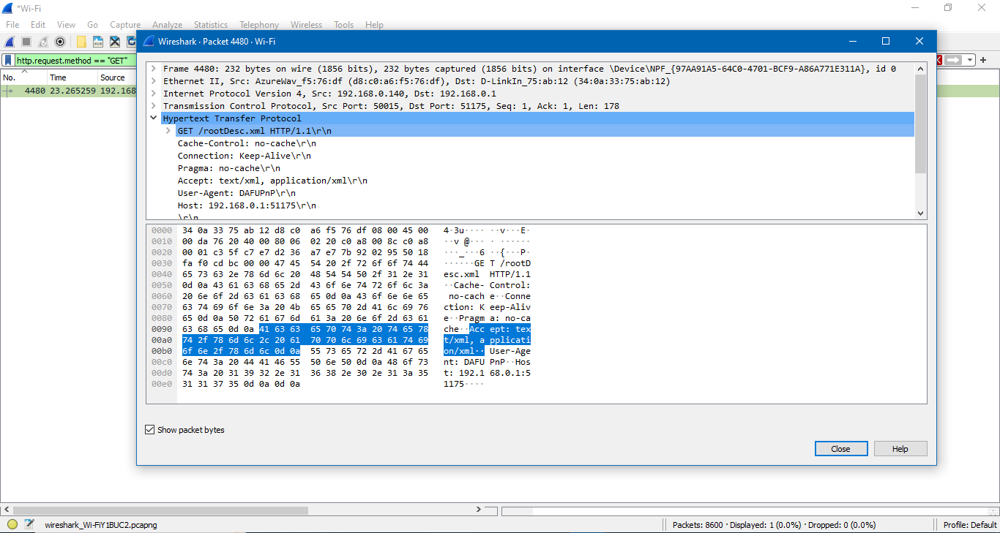 *Wi-Fi
File Edit View Go Capture Analyze Statistics Telephony Wireless Tools Help
Wireshark · Packet 4480 · Wi-Fi
http.request.method == "GET"
No. Time Source
4480 23.265259 192.168
Frame 4480: 232 bytes on wire (1856 bits), 232 bytes captured (1856 bits) on interface \Device\NPF_{97AA91A5-64C0-4701-BCF9-A86A771E311A}, id 0
Ethernet II, Src: AzureWav_f5:76:df (d8:c0:a6:f5:76:df), Dst: D-LinkIn_75:ab:12 (34:0a:33:75:ab:12)
Internet Protocol Version 4, Src: 192.168.0.140, Dst: 192.168.0.1
Transmission Control Protocol, Src Port: 50015, Dst Port: 51175, Seq: 1, Ack: 1, Len: 178
Hypertext Transfer Protocol
GET /rootDesc.xml HTTP/1.1\r\n
Cache-Control: no-cache\r\n
Connection: Keep-Alive\r\n
Pragma: no-cache\r\n
Accept: text/xml, application/xml\r\n
User-Agent: DAFUPnP\r\n
Host: 192.168.0.1:51175\r\n
\r\n
0000 34 0a 33 75 ab 12 d8 c0 a6 f5 76 df 08 00 45 00 4·3u···· ··v···E·
0010 00 da 76 20 40 00 80 06 02 20 c0 a8 00 8c c0 a8 ··v @··· · ······
0020 00 01 c3 5f c7 e7 d2 36 a7 e7 7b 92 02 95 50 18 ···_···6 ··{···P·
0030 fa f0 cd bc 00 00 47 45 54 20 2f 72 6f 6f 74 44 ······GE T /rootD
0040 65 73 63 2e 78 6d 6c 20 48 54 54 50 2f 31 2e 31 esc.xml HTTP/1.1
0050 0d 0a 43 61 63 68 65 2d 43 6f 6e 74 72 6f 6c 3a ··Cache- Control:
0060 20 6e 6f 2d 63 61 63 68 65 0d 0a 43 6f 6e 6e 65 no-cach e··Conne
0070 63 74 69 6f 6e 3a 20 4b 65 65 70 2d 41 6c 69 76 ction: K eep-Aliv
0080 65 0d 0a 50 72 61 67 6d 61 3a 20 6e 6f 2d 63 61 e··Pragm a: no-ca
0090 63 68 65 0d 0a 41 63 63 65 70 74 3a 20 74 65 78 che··Acc ept: tex
00a0 74 2f 78 6d 6c 2c 20 61 70 70 6c 69 63 61 74 69 t/xml, a pplicati
00b0 6f 6e 2f 78 6d 6c 0d 0a 55 73 65 72 2d 41 67 65 on/xml·· User-Age
00c0 6e 74 3a 20 44 41 46 55 50 6e 50 0d 0a 48 6f 73 nt: DAFU PnP··Hos
00d0 74 3a 20 31 39 32 2e 31 36 38 2e 30 2e 31 3a 35 t: 192.1 68.0.1:5
00e0 31 31 37 35 0d 0a 0d 0a 1175····
Show packet bytes
Close Help
wireshark_Wi-FiY1BUC2.pcapng
Packets: 8600 · Displayed: 1 (0.0%) · Dropped: 0 (0.0%)
Profile: Default